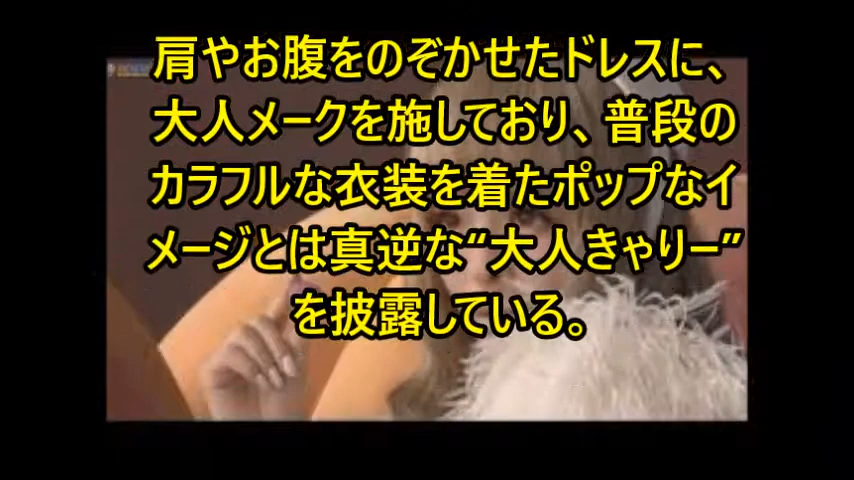 肩やお腹をのぞかせたドレスに、
大人メークを施しており、普段の
カラフルな衣装を着たポップなイ
メージとは真逆な“大人きゃりー”
を披露している。